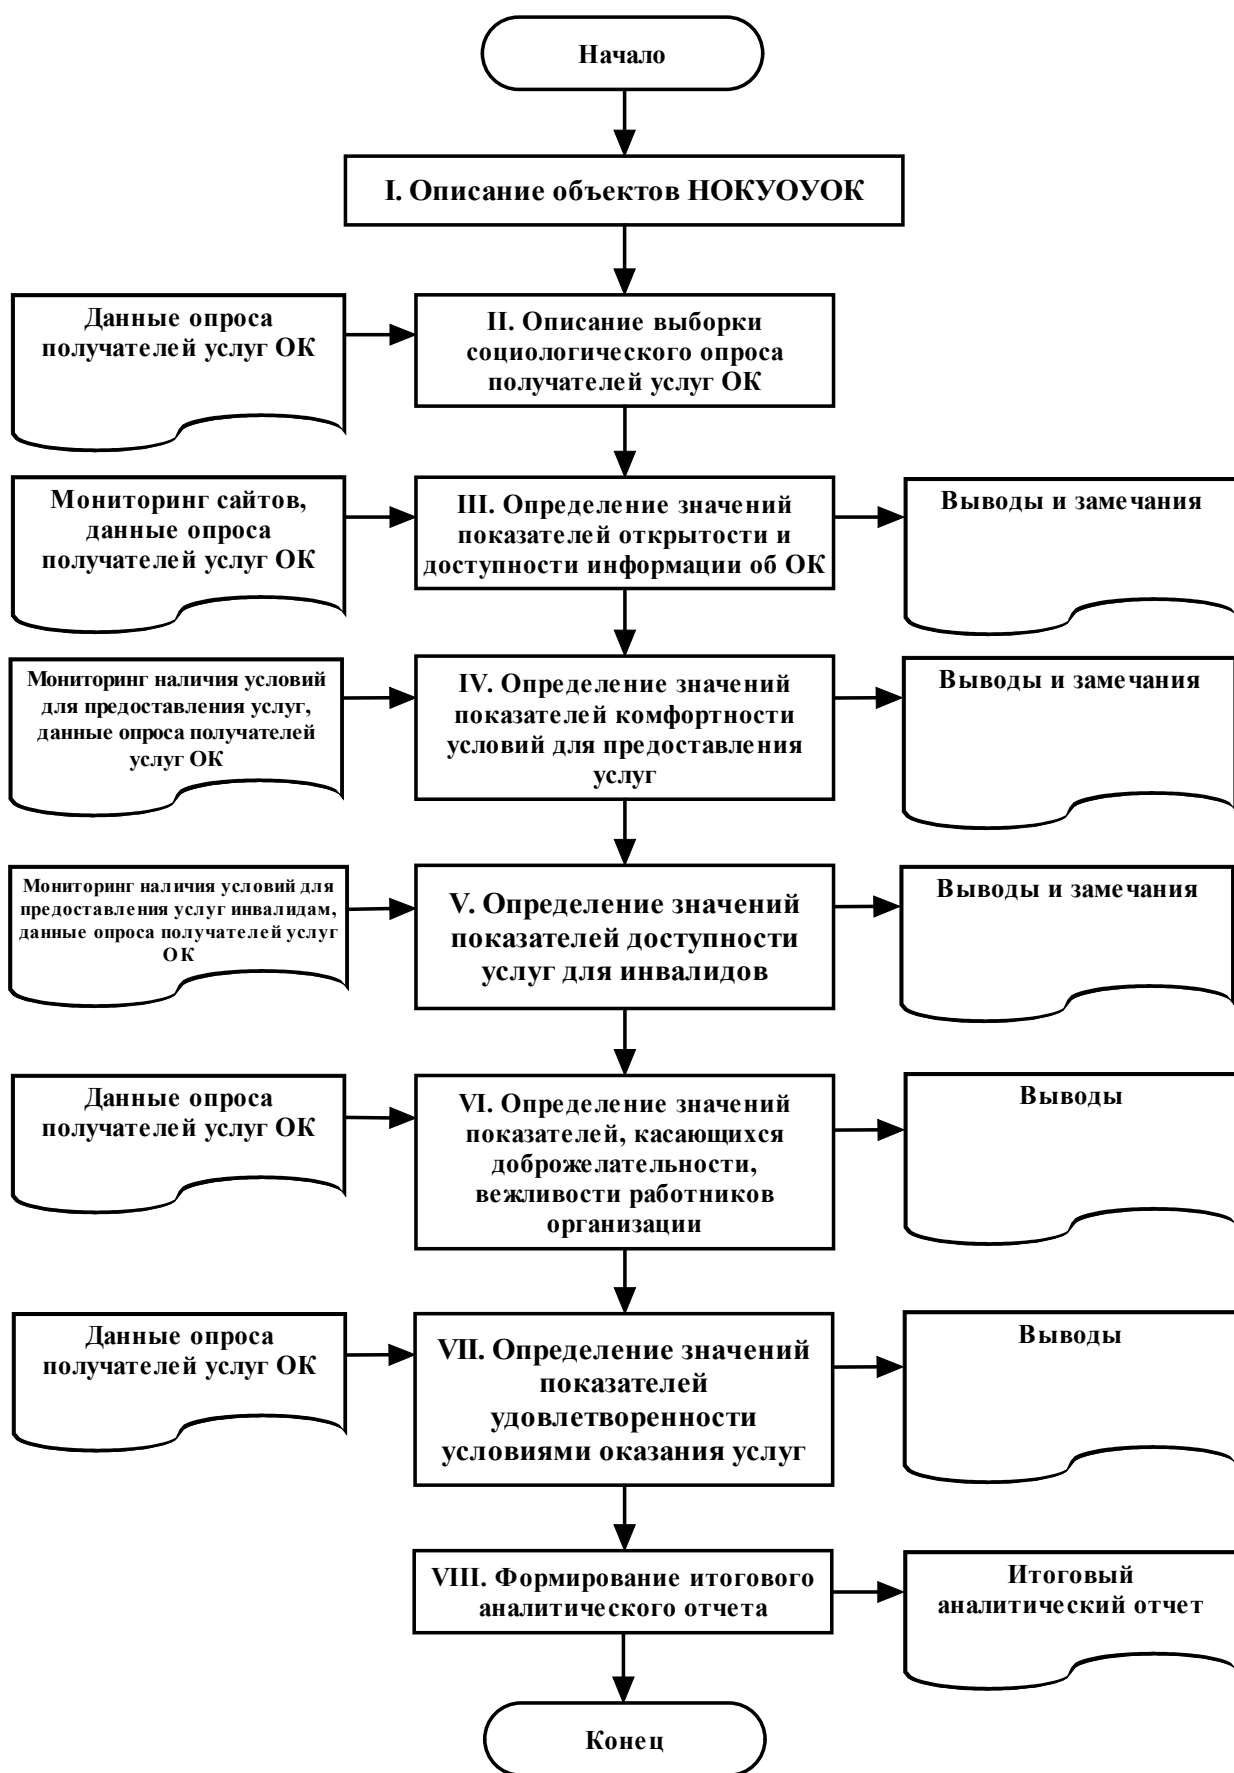 Начало
I. Описание объектов НОКУОУОК
Данные опроса
получателей услуг ОК
II. Описание выборки
социологического опроса
получателей услуг ОК
Мониторинг сайтов,
данные опроса
получателей услуг ОК
III. Определение значений
показателей открытости и
доступности информации об ОК
Выводы и замечания
Мониторинг наличия условий
для предоставления услуг,
данные опроса получателей
услуг ОК
IV. Определение значений
показателей комфортности
условий для предоставления
услуг
Выводы и замечания
Мониторинг наличия условий для
предоставления услуг инвалидам,
данные опроса получателей услуг
ОК
V. Определение значений
показателей доступности
услуг для инвалидов
Выводы и замечания
Данные опроса
получателей услуг ОК
VI. Определение значений
показателей, касающихся
доброжелательности,
вежливости работников
организации
Выводы
Данные опроса
получателей услуг ОК
VII. Определение значений
показателей
удовлетворенности
условиями оказания услуг
Выводы
VIII. Формирование итогового
аналитического отчета
Итоговый
аналитический отчет
Конец